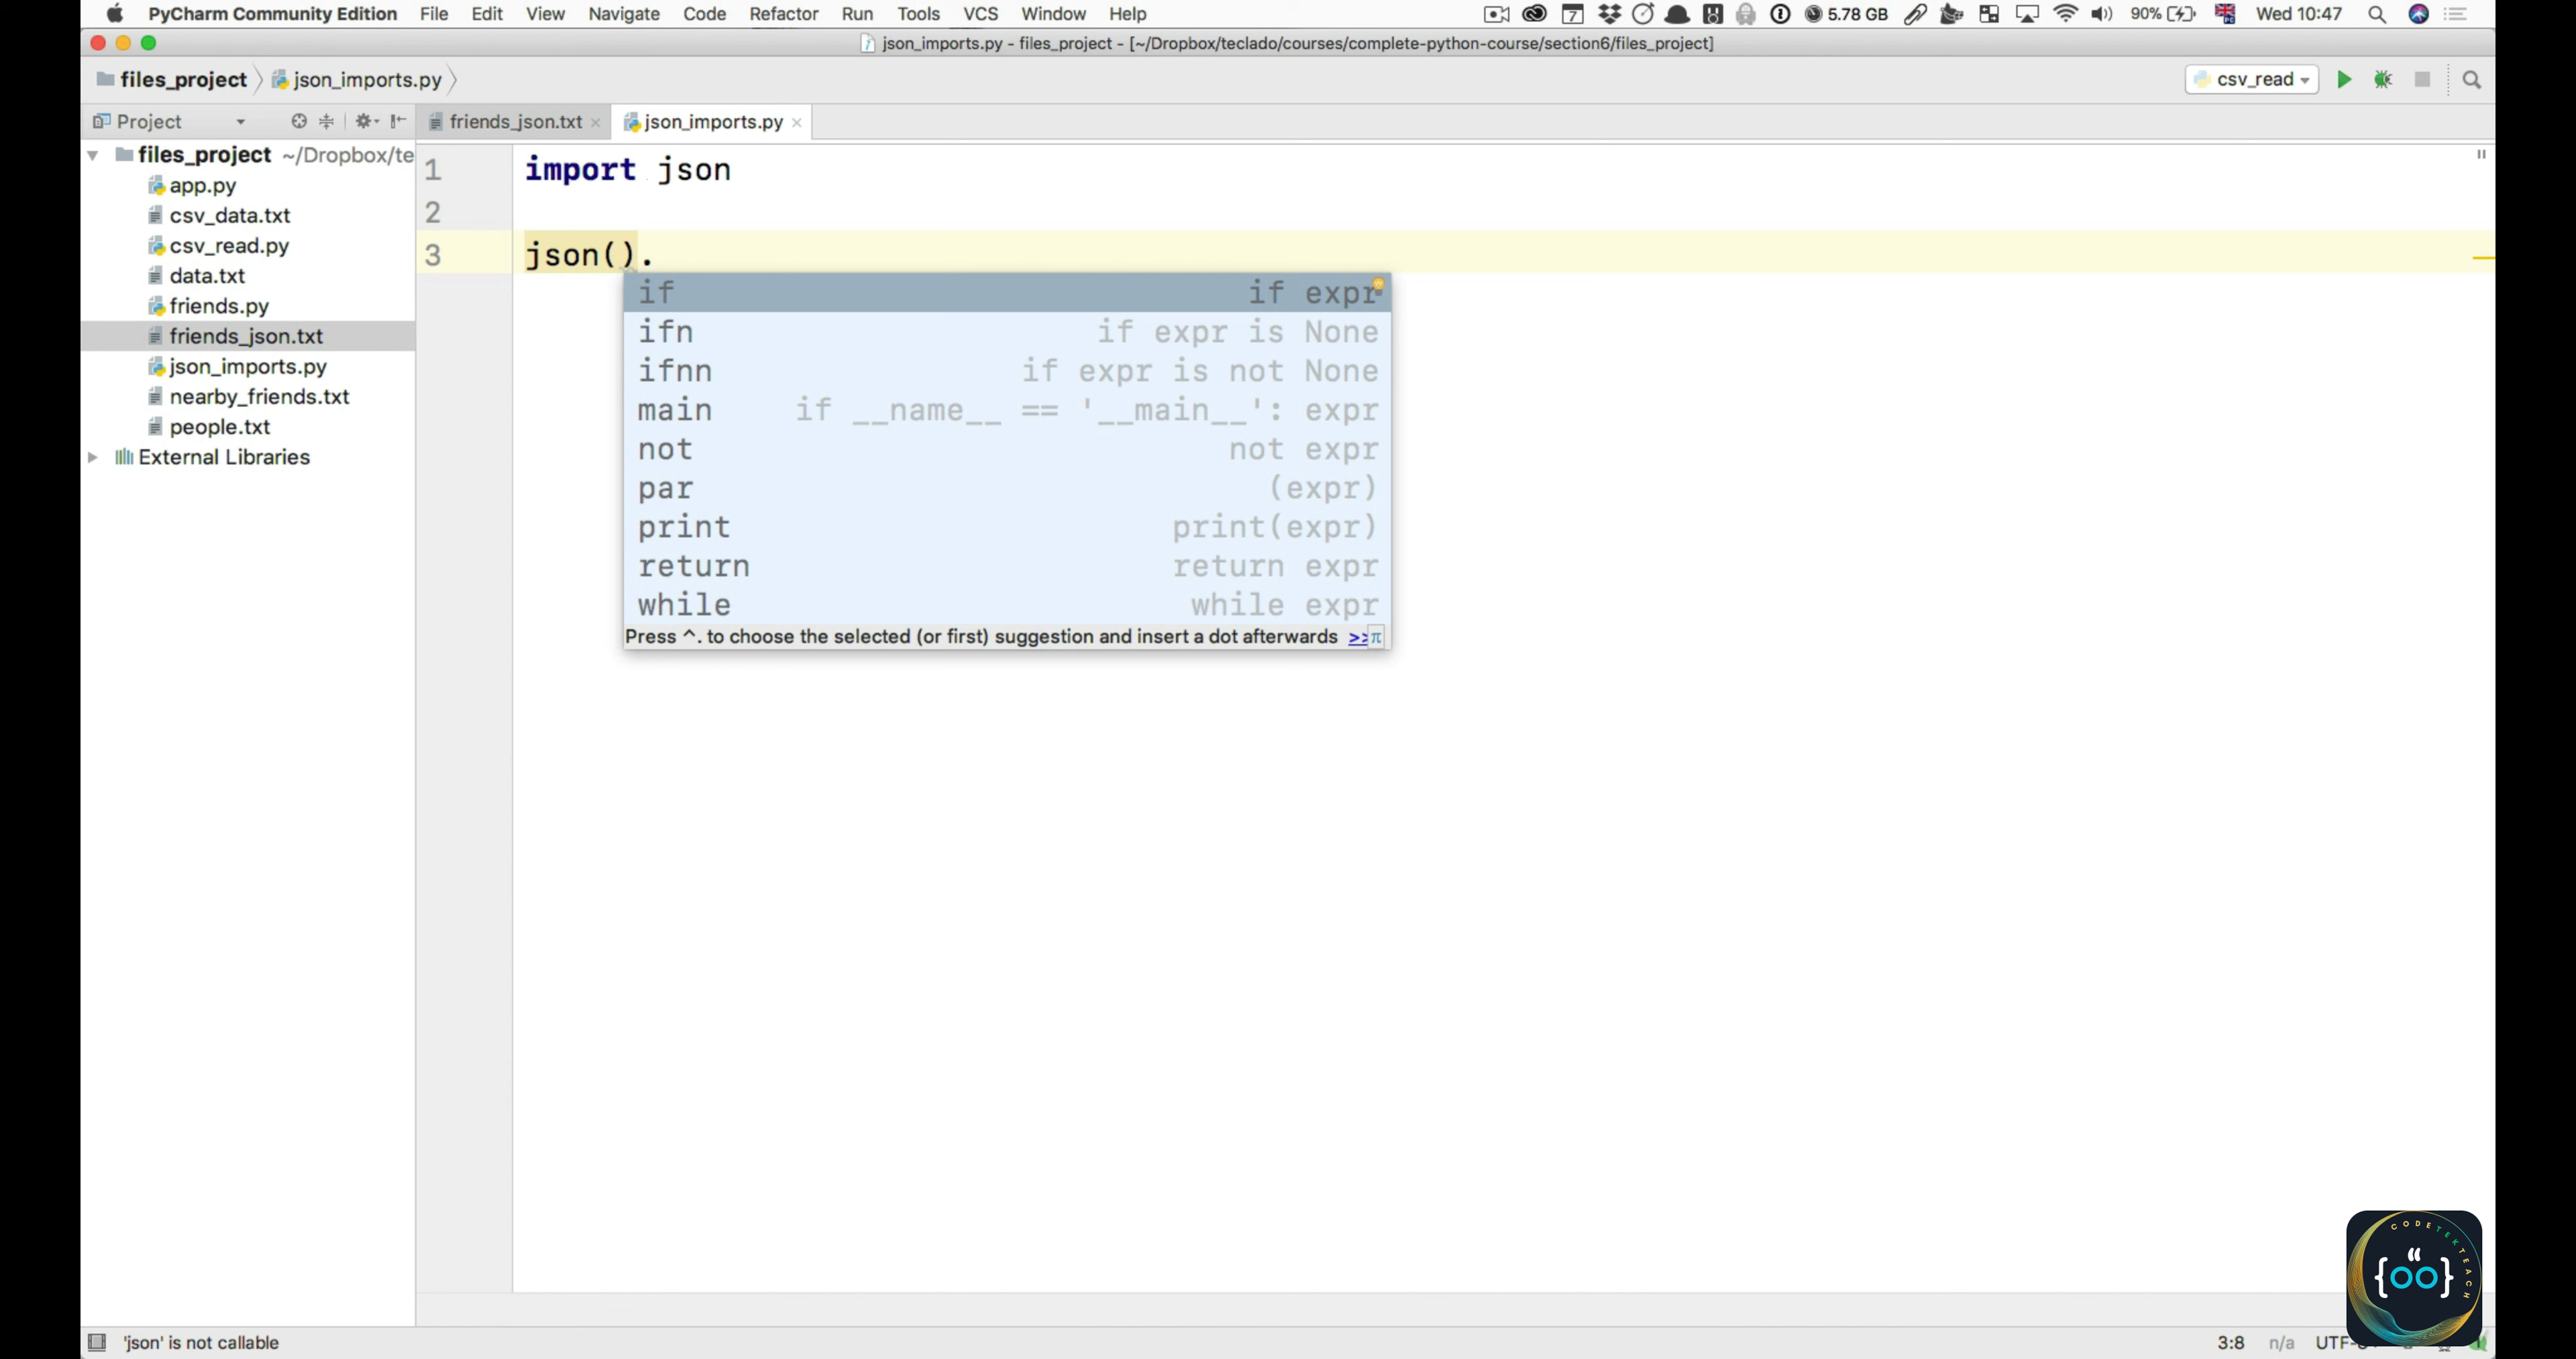 PyCharm Community Edition File Edit View Navigate Code Refactor Run Tools VCS Window Help 5.78 GB 90% Wed 10:47
json_imports.py - files_project - [~/Dropbox/teclado/courses/complete-python-course/section6/files_project]
files_project json_imports.py csv_read
Project friends_json.txt json_imports.py
files_project ~/Dropbox/te
app.py
csv_data.txt
csv_read.py
data.txt
friends.py
friends_json.txt
json_imports.py
nearby_friends.txt
people.txt
External Libraries
1 import json
2
3 json().
if if expr
ifn if expr is None
ifnn if expr is not None
main if __name__ == '__main__': expr
not not expr
par (expr)
print print(expr)
return return expr
while while expr
Press ^. to choose the selected (or first) suggestion and insert a dot afterwards >> π
CODETEKTEACH
{oo}
'json' is not callable 3:8 n/a